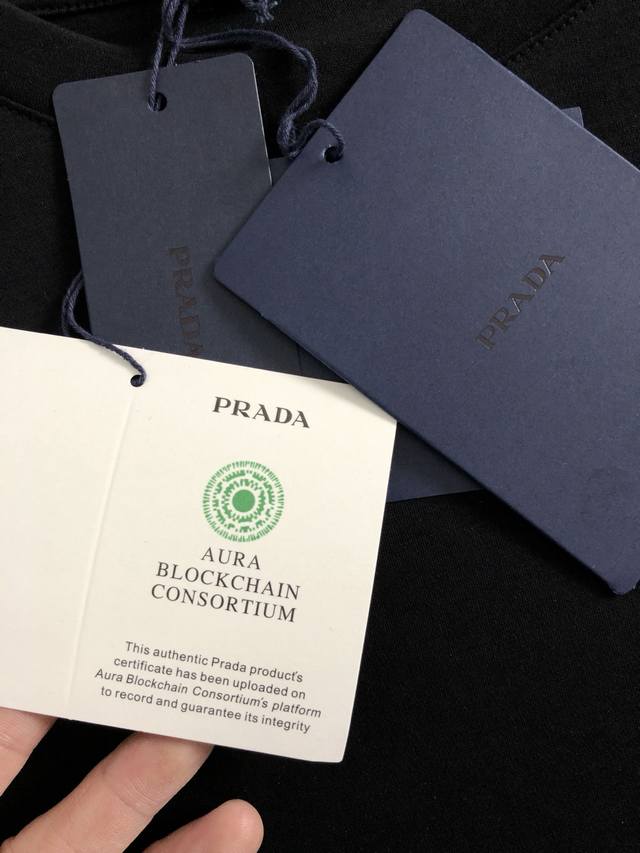 PRADA
PRADA
PRADA
AURA
BLOCKCHAIN
CONSORTIUM
This authentic Prada product's
certificate has been uploaded on
Aura Blockchain Consortium's platform
to record and guarantee its integrity